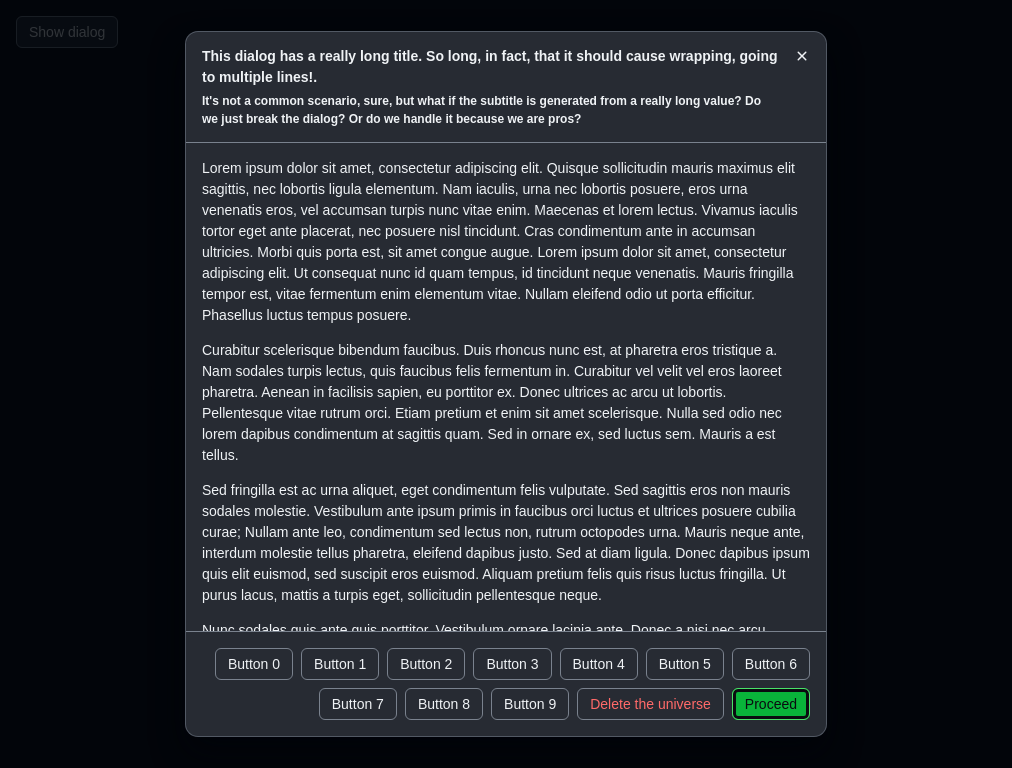 Show dialog
This dialog has a really long title. So long, in fact, that it should cause wrapping, going
to multiple lines!.
It's not a common scenario, sure, but what if the subtitle is generated from a really long value? Do
we just break the dialog? Or do we handle it because we are pros?
Lorem ipsum dolor sit amet, consectetur adipiscing elit. Quisque sollicitudin mauris maximus elit
sagittis, nec lobortis ligula elementum. Nam iaculis, urna nec lobortis posuere, eros urna
venenatis eros, vel accumsan turpis nunc vitae enim. Maecenas et lorem lectus. Vivamus iaculis
tortor eget ante placerat, nec posuere nisl tincidunt. Cras condimentum ante in accumsan
ultricies. Morbi quis porta est, sit amet congue augue. Lorem ipsum dolor sit amet, consectetur
adipiscing elit. Ut consequat nunc id quam tempus, id tincidunt neque venenatis. Mauris fringilla
tempor est, vitae fermentum enim elementum vitae. Nullam eleifend odio ut porta efficitur.
Phasellus luctus tempus posuere.
Curabitur scelerisque bibendum faucibus. Duis rhoncus nunc est, at pharetra eros tristique a.
Nam sodales turpis lectus, quis faucibus felis fermentum in. Curabitur vel velit vel eros laoreet
pharetra. Aenean in facilisis sapien, eu porttitor ex. Donec ultrices ac arcu ut lobortis.
Pellentesque vitae rutrum orci. Etiam pretium et enim sit amet scelerisque. Nulla sed odio nec
lorem dapibus condimentum at sagittis quam. Sed in ornare ex, sed luctus sem. Mauris a est
tellus.
Sed fringilla est ac urna aliquet, eget condimentum felis vulputate. Sed sagittis eros non mauris
sodales molestie. Vestibulum ante ipsum primis in faucibus orci luctus et ultrices posuere cubilia
curae; Nullam ante leo, condimentum sed lectus non, rutrum octopodes urna. Mauris neque ante,
interdum molestie tellus pharetra, eleifend dapibus justo. Sed at diam ligula. Donec dapibus ipsum
quis elit euismod, sed suscipit eros euismod. Aliquam pretium felis quis risus luctus fringilla. Ut
purus lacus, mattis a turpis eget, sollicitudin pellentesque neque.
Nunc sodales quis ante quis porttitor. Vestibulum ornare lacinia ante. Donec a nisi nec arcu
Button 0 Button 1 Button 2 Button 3 Button 4 Button 5 Button 6
Button 7 Button 8 Button 9 Delete the universe Proceed